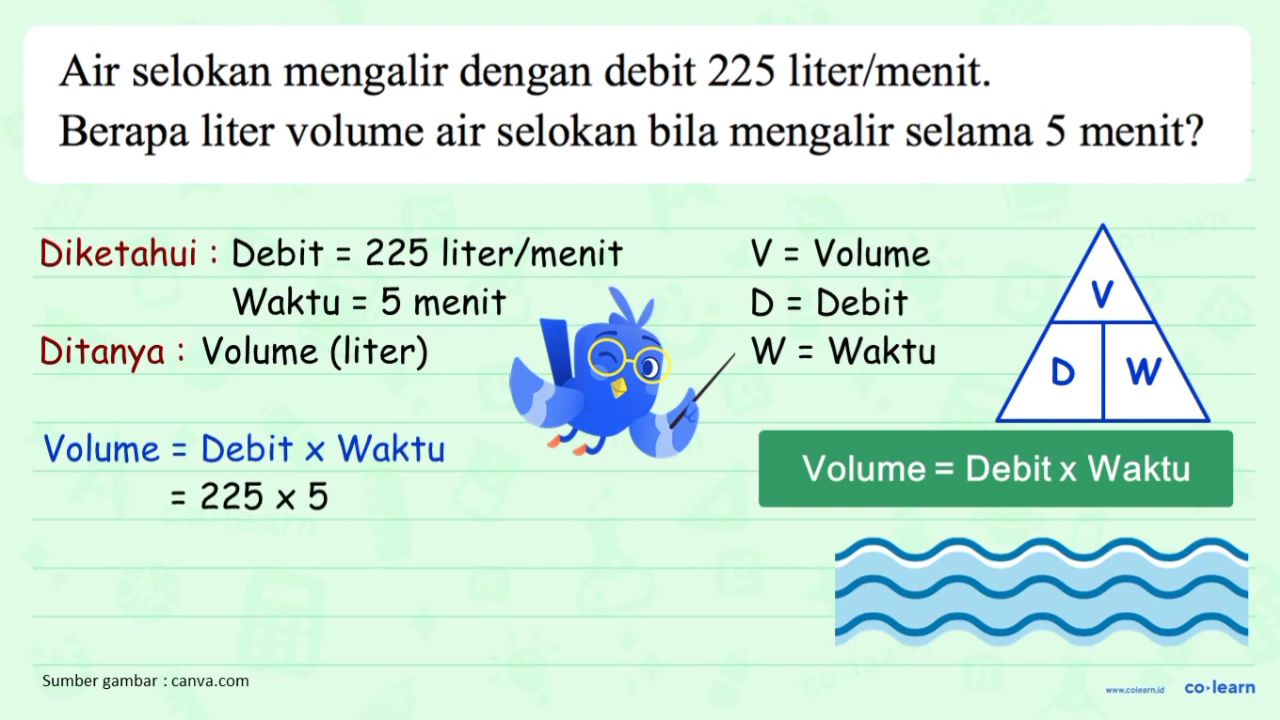 Air selokan mengalir dengan debit 225 liter/menit.
Berapa liter volume air selokan bila mengalir selama 5 menit?
Diketahui : Debit = 225 liter/menit
Waktu = 5 menit
Ditanya : Volume (liter)
V = Volume
D = Debit
W = Waktu
V
D W
Volume = Debit x Waktu
= 225 x 5
Volume = Debit x Waktu
Sumber gambar : canva.com
www.colearn.id co·learn